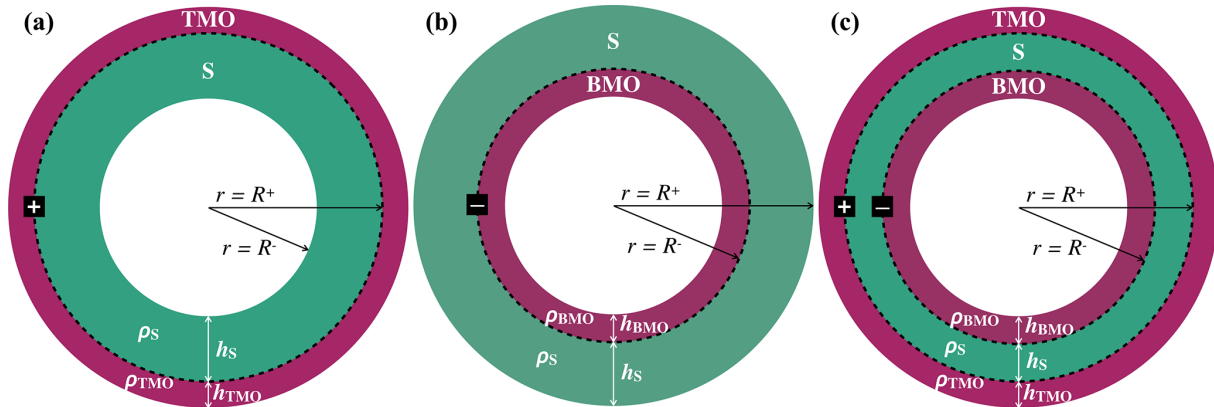 (a)
TMO
S
+
r = R⁺
r = R⁻
ρS
hS
ρTMO
hTMO
(b)
S
BMO
−
r = R⁺
r = R⁻
ρBMO
hBMO
ρS
hS
(c)
TMO
S
BMO
+ −
r = R⁺
r = R⁻
ρBMO
hBMO
ρS
hS
ρTMO
hTMO